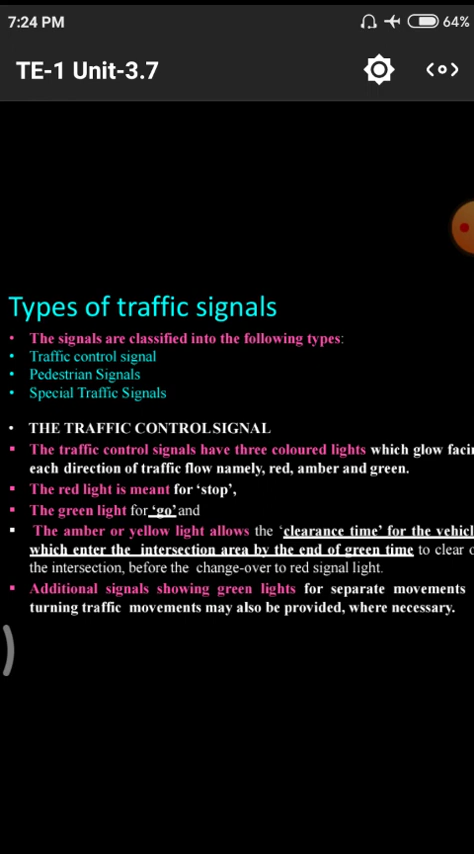 7:24 PM
64%
TE-1 Unit-3.7
Types of traffic signals
• The signals are classified into the following types:
• Traffic control signal
• Pedestrian Signals
• Special Traffic Signals
• THE TRAFFIC CONTROLSIGNAL
▪ The traffic control signals have three coloured lights which glow
each direction of traffic flow namely, red, amber and green.
▪ The red light is meant for ‘stop’,
▪ The green light for ‘go’ and
▪ The amber or yellow light allows the ‘clearance time’ for the
which enter the intersection area by the end of green time to clear
the intersection, before the change-over to red signal light.
▪ Additional signals showing green lights for separate movements
turning traffic movements may also be provided, where necessary.